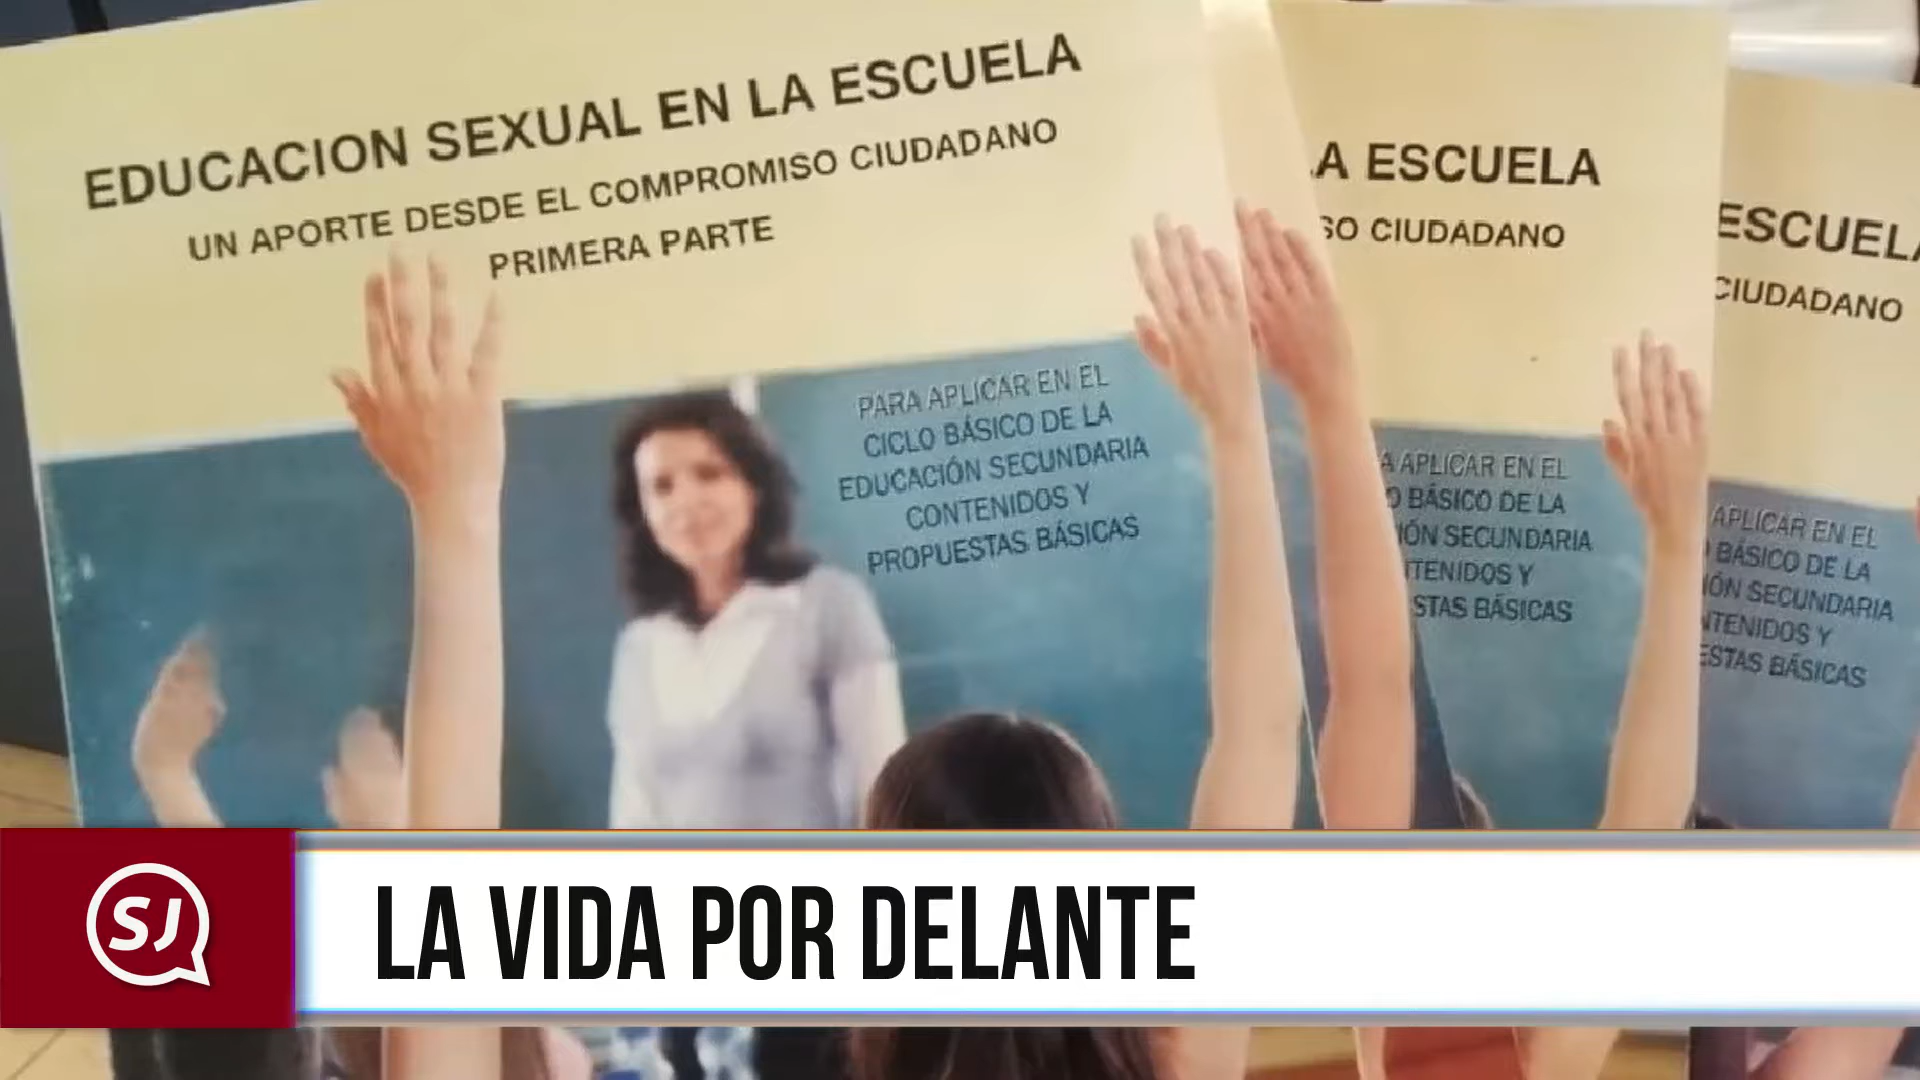 EDUCACION SEXUAL EN LA ESCUELA
UN APORTE DESDE EL COMPROMISO CIUDADANO
PRIMERA PARTE
PARA APLICAR EN EL
CICLO BÁSICO DE LA
EDUCACIÓN SECUNDARIA
CONTENIDOS Y
PROPUESTAS BÁSICAS
A ESCUELA
SO CIUDADANO
A APLICAR EN EL
O BÁSICO DE LA
IÓN SECUNDARIA
TENIDOS Y
STAS BÁSICAS
ESCUELA
CIUDADANO
APLICAR EN EL
BÁSICO DE LA
IÓN SECUNDARIA
NTENIDOS Y
ESTAS BÁSICAS
SJ
LA VIDA POR DELANTE